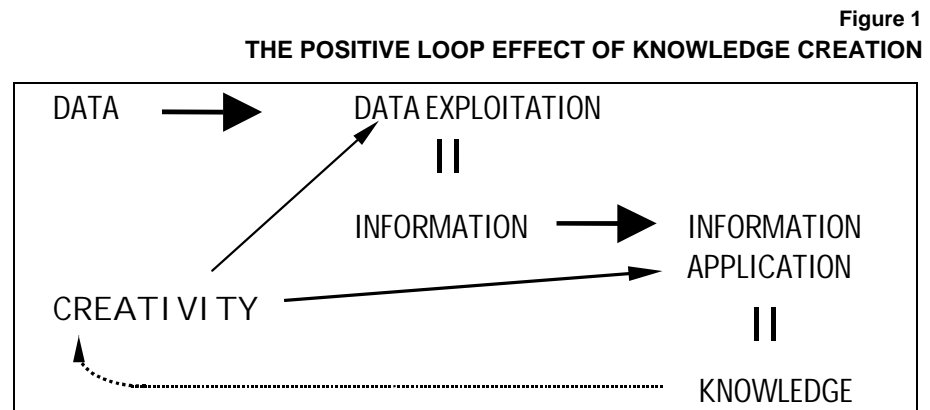 Figure 1
THE POSITIVE LOOP EFFECT OF KNOWLEDGE CREATION
DATA DATA EXPLOITATION
INFORMATION INFORMATION
APPLICATION
CREATIVITY
KNOWLEDGE